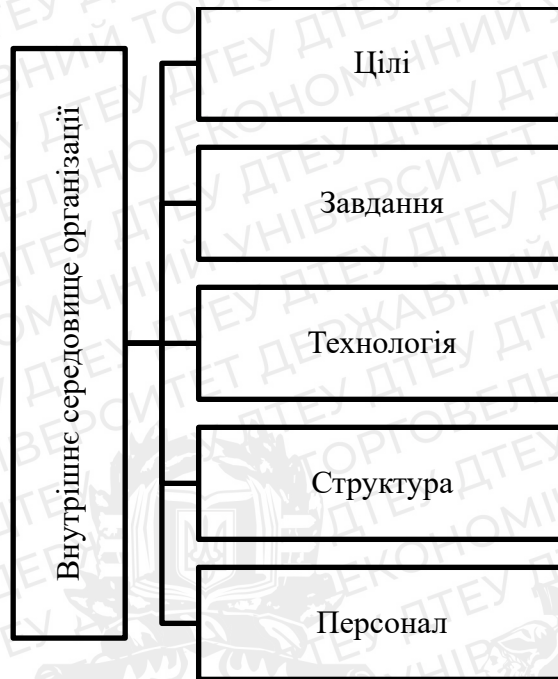 Внутрішнє середовище організації
Цілі
Завдання
Технологія
Структура
Персонал